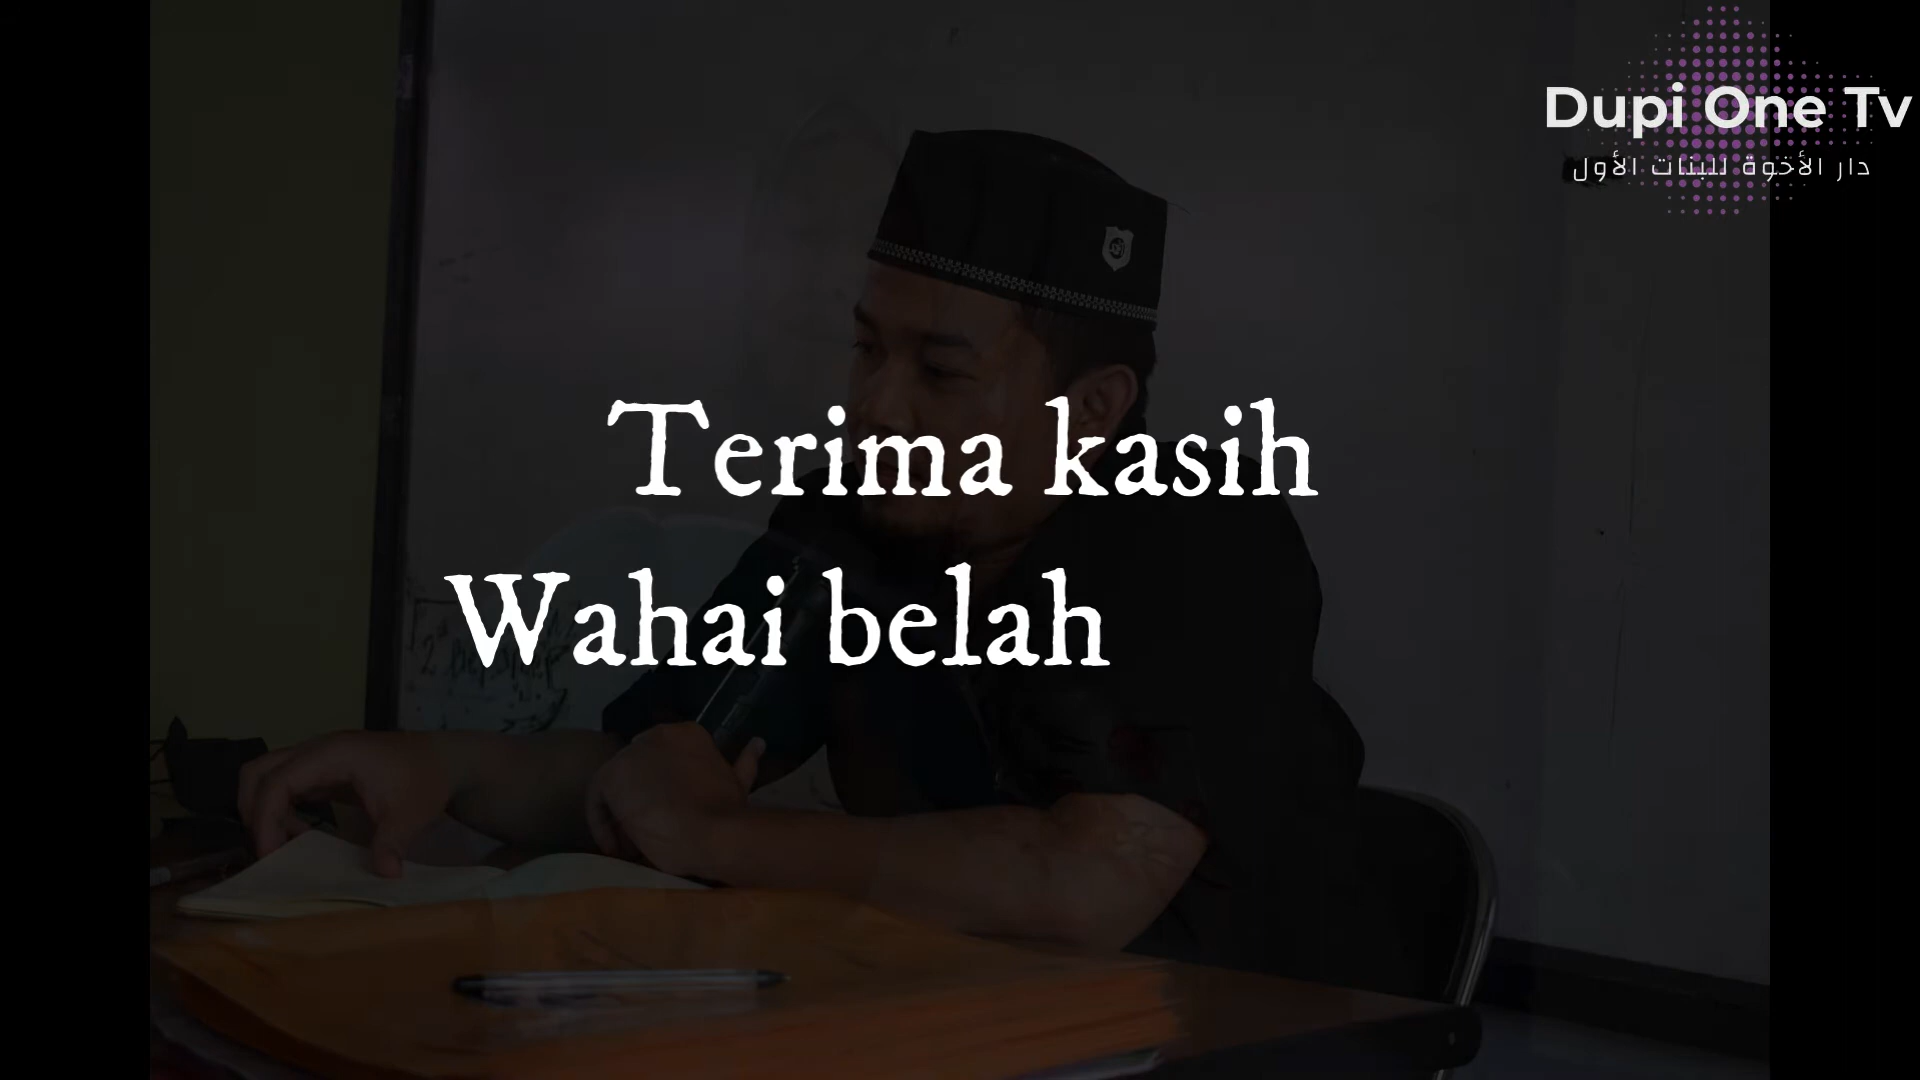 Dupi One Tv
دار الأخوة للبنات الأول
Terima kasih
Wahai belah